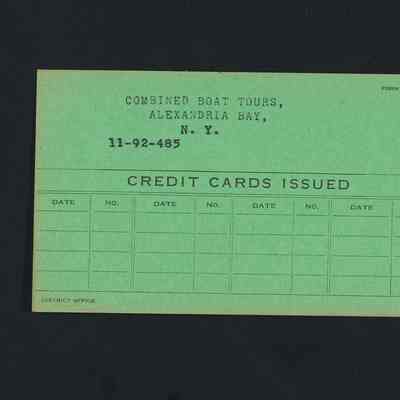 FORM
COMBINED BOAT TOURS,
ALEXANDRIA BAY,
N. Y.
11-92-485
CREDIT CARDS ISSUED
DATE No. DATE No. DATE No. DATE
DISTRICT OFFICE